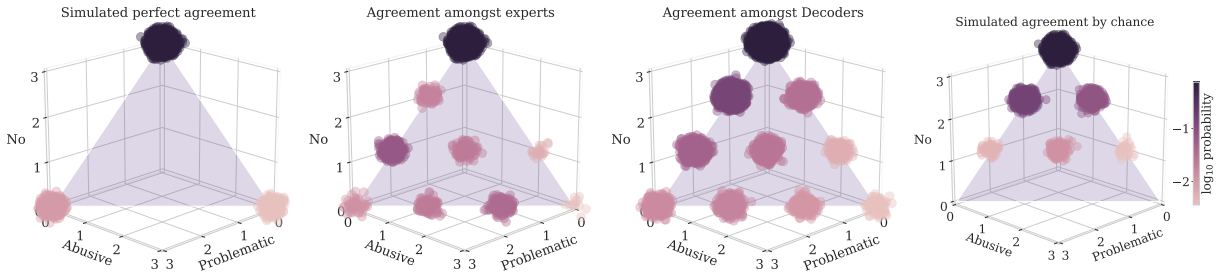 Simulated perfect agreement
3
2
No
1
0
0
1
2
3
Abusive
3
2
1
0
Problematic
Agreement amongst experts
3
2
No
1
0
0
1
2
3
Abusive
3
2
1
0
Problematic
Agreement amongst Decoders
3
2
No
1
0
0
1
2
3
Abusive
3
2
1
0
Problematic
Simulated agreement by chance
3
2
No
1
0
0
1
2
3
Abusive
3
2
1
0
Problematic
−1
−2
log₁₀ probability